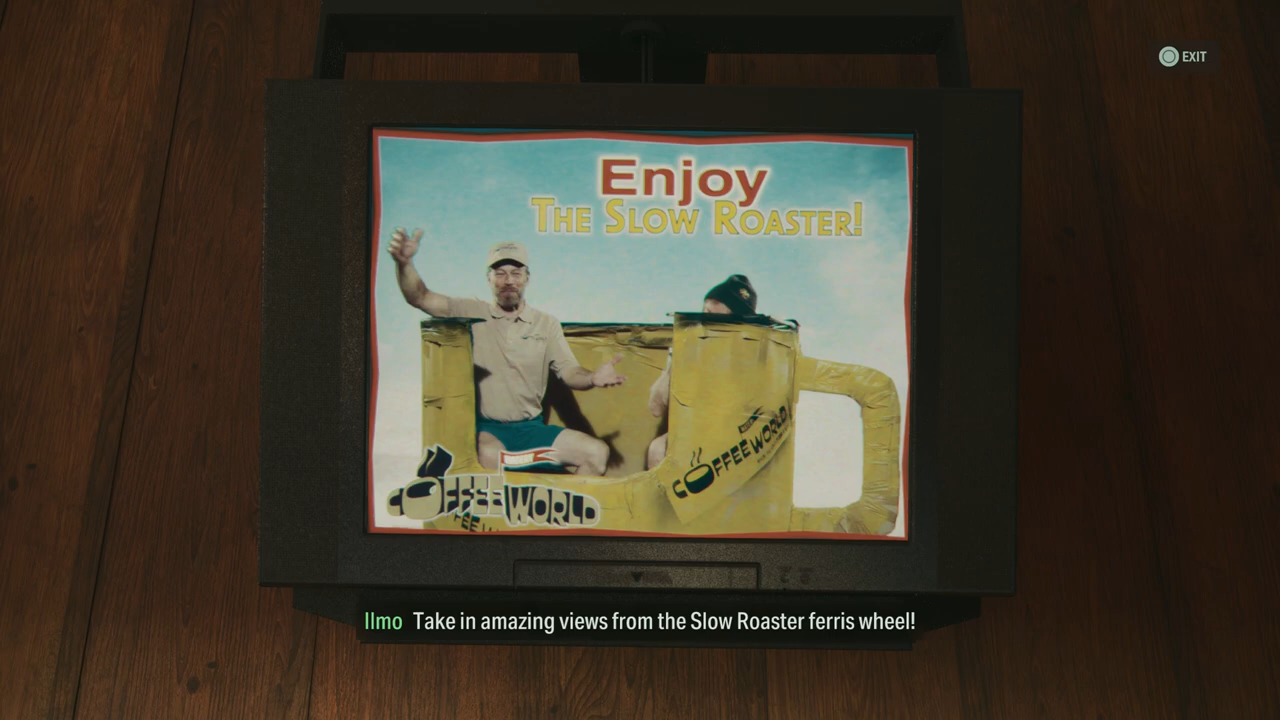 EXIT
Enjoy
THE SLOW ROASTER!
COFFEE WORLD
COFFEE WORLD
Ilmo Take in amazing views from the Slow Roaster ferris wheel!